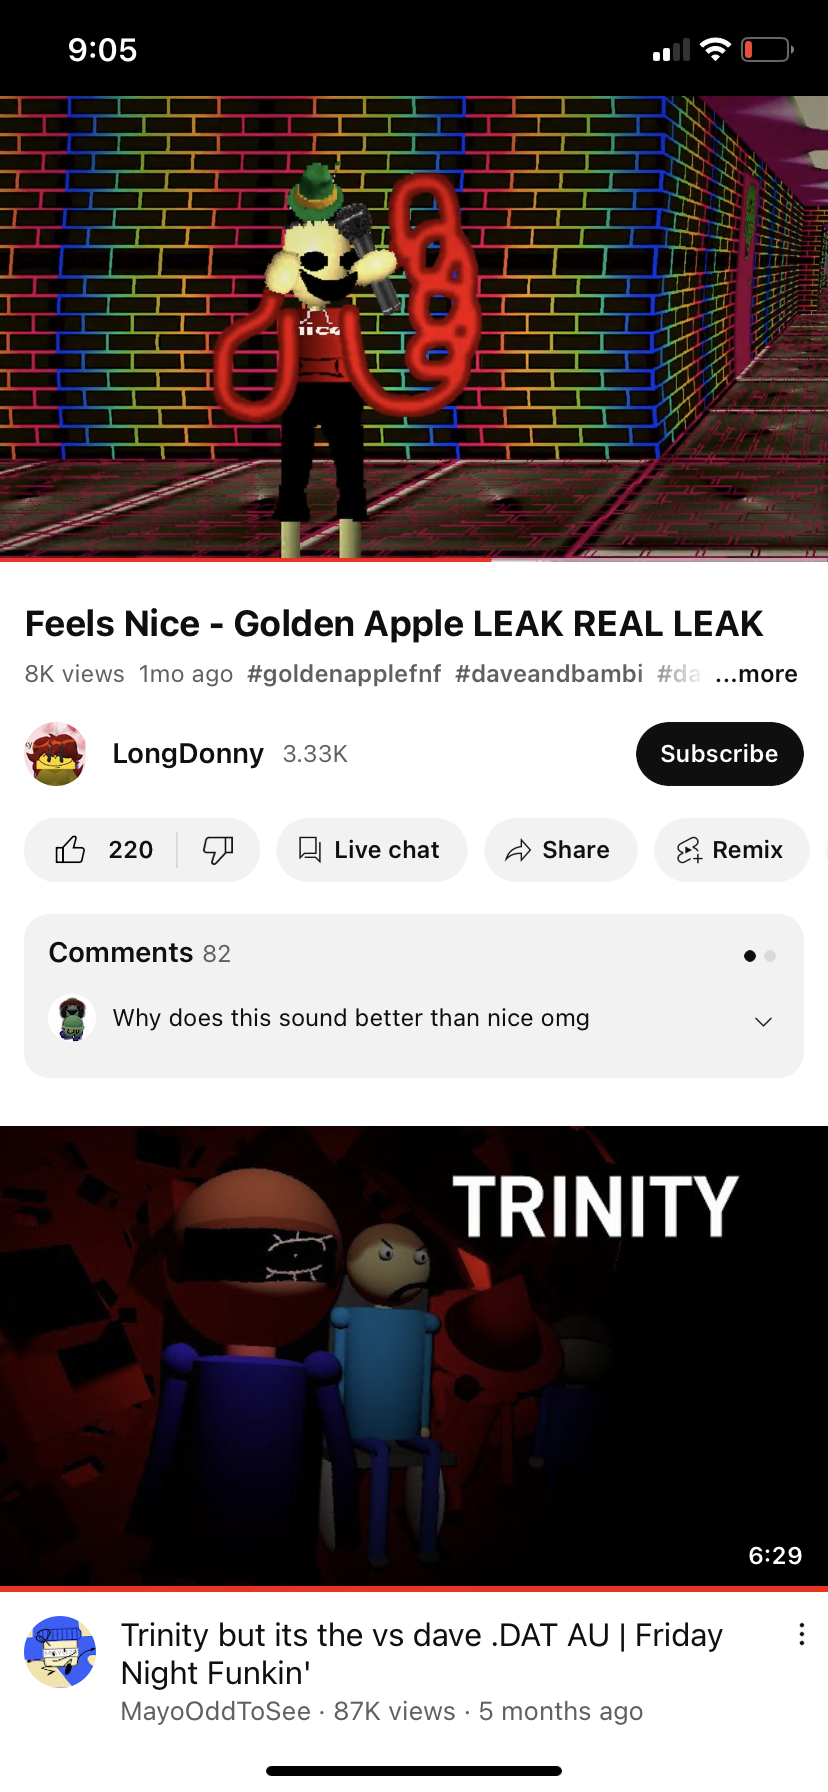 9:05
nice
Feels Nice - Golden Apple LEAK REAL LEAK
8K views 1mo ago #goldenapplefnf #daveandbambi #da ...more
LongDonny 3.33K
Subscribe
220
Live chat
Share
Remix
Comments 82
Why does this sound better than nice omg
TRINITY
6:29
Trinity but its the vs dave .DAT AU | Friday
Night Funkin'
MayoOddToSee · 87K views · 5 months ago